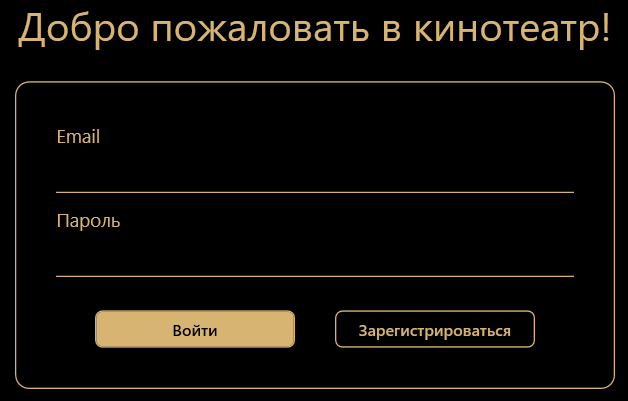 Добро пожаловать в кинотеатр!
Email
Пароль
Войти
Зарегистрироваться